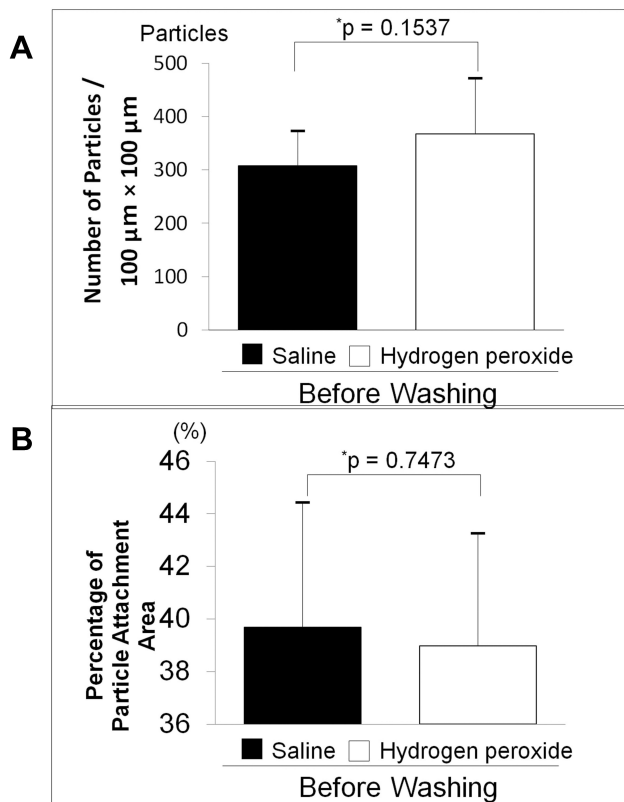 A
Particles
*p = 0.1537
Number of Particles /
100 µm × 100 µm
500
400
300
200
100
0
Saline Hydrogen peroxide
Before Washing
B
(%)
*p = 0.7473
Percentage of
Particle Attachment
Area
46
44
42
40
38
36
Saline Hydrogen peroxide
Before Washing